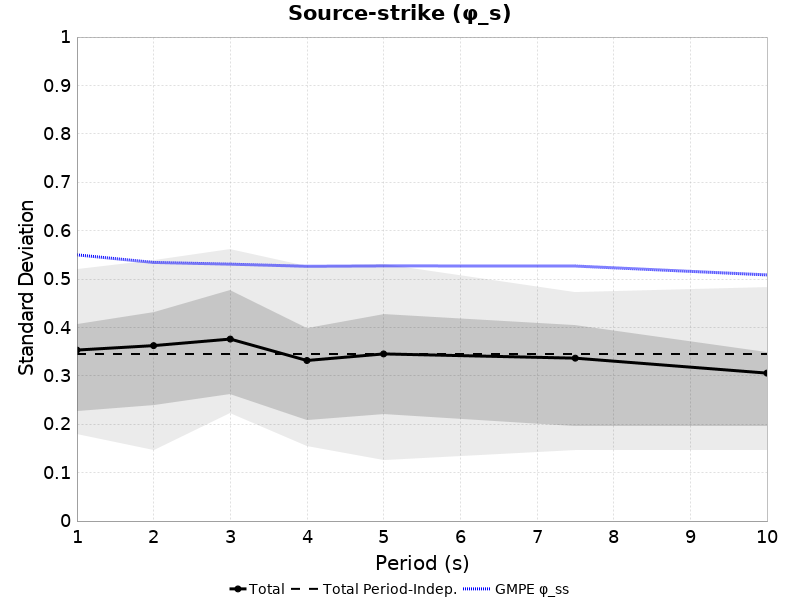 Source-strike (φ_s)
Standard Deviation
1
0.9
0.8
0.7
0.6
0.5
0.4
0.3
0.2
0.1
0
1 2 3 4 5 6 7 8 9 10
Period (s)
Total Total Period-Indep. GMPE φ_ss